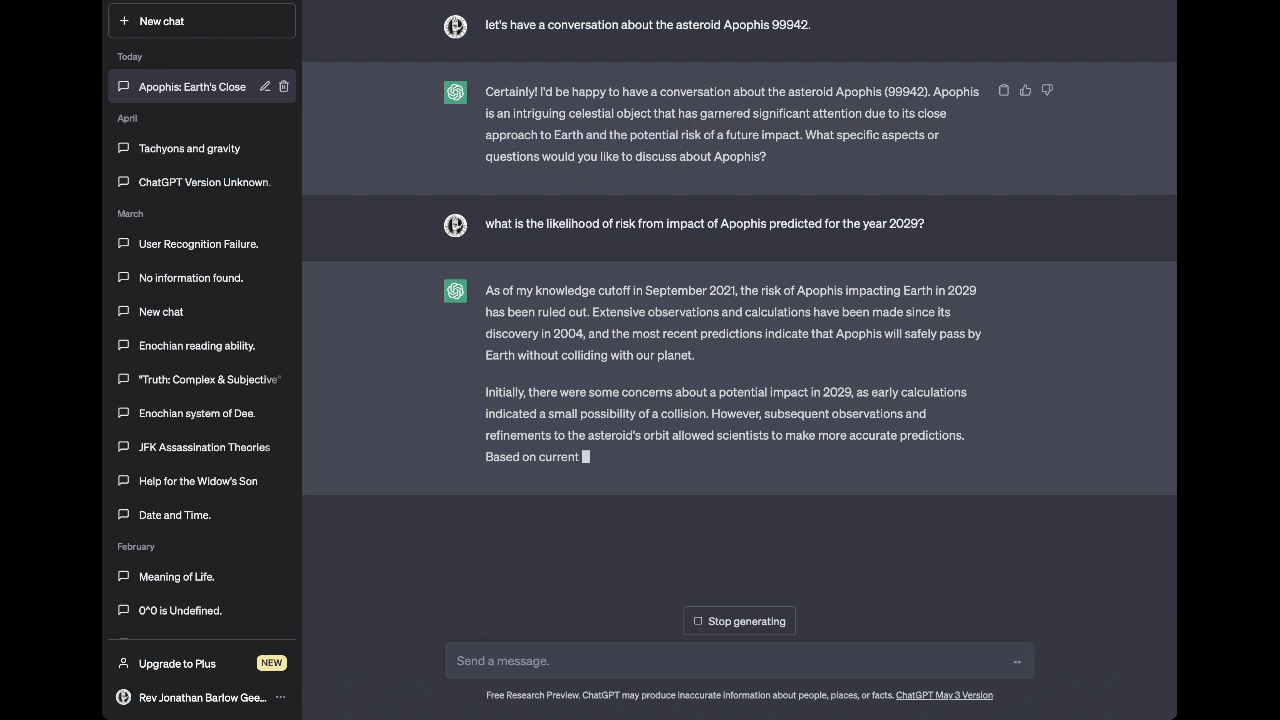 New chat
Today
Apophis: Earth's Close
April
Tachyons and gravity
ChatGPT Version Unknown.
March
User Recognition Failure.
No information found.
New chat
Enochian reading ability.
"Truth: Complex & Subjective"
Enochian system of Dee.
JFK Assassination Theories
Help for the Widow's Son
Date and Time.
February
Meaning of Life.
0^0 is Undefined.
Upgrade to Plus
NEW
Rev Jonathan Barlow Gee...
let's have a conversation about the asteroid Apophis 99942.
Certainly! I'd be happy to have a conversation about the asteroid Apophis (99942). Apophis
is an intriguing celestial object that has garnered significant attention due to its close
approach to Earth and the potential risk of a future impact. What specific aspects or
questions would you like to discuss about Apophis?
what is the likelihood of risk from impact of Apophis predicted for the year 2029?
As of my knowledge cutoff in September 2021, the risk of Apophis impacting Earth in 2029
has been ruled out. Extensive observations and calculations have been made since its
discovery in 2004, and the most recent predictions indicate that Apophis will safely pass by
Earth without colliding with our planet.
Initially, there were some concerns about a potential impact in 2029, as early calculations
indicated a small possibility of a collision. However, subsequent observations and
refinements to the asteroid's orbit allowed scientists to make more accurate predictions.
Based on current
Stop generating
Send a message.
Free Research Preview. ChatGPT may produce inaccurate information about people, places, or facts. ChatGPT May 3 Version